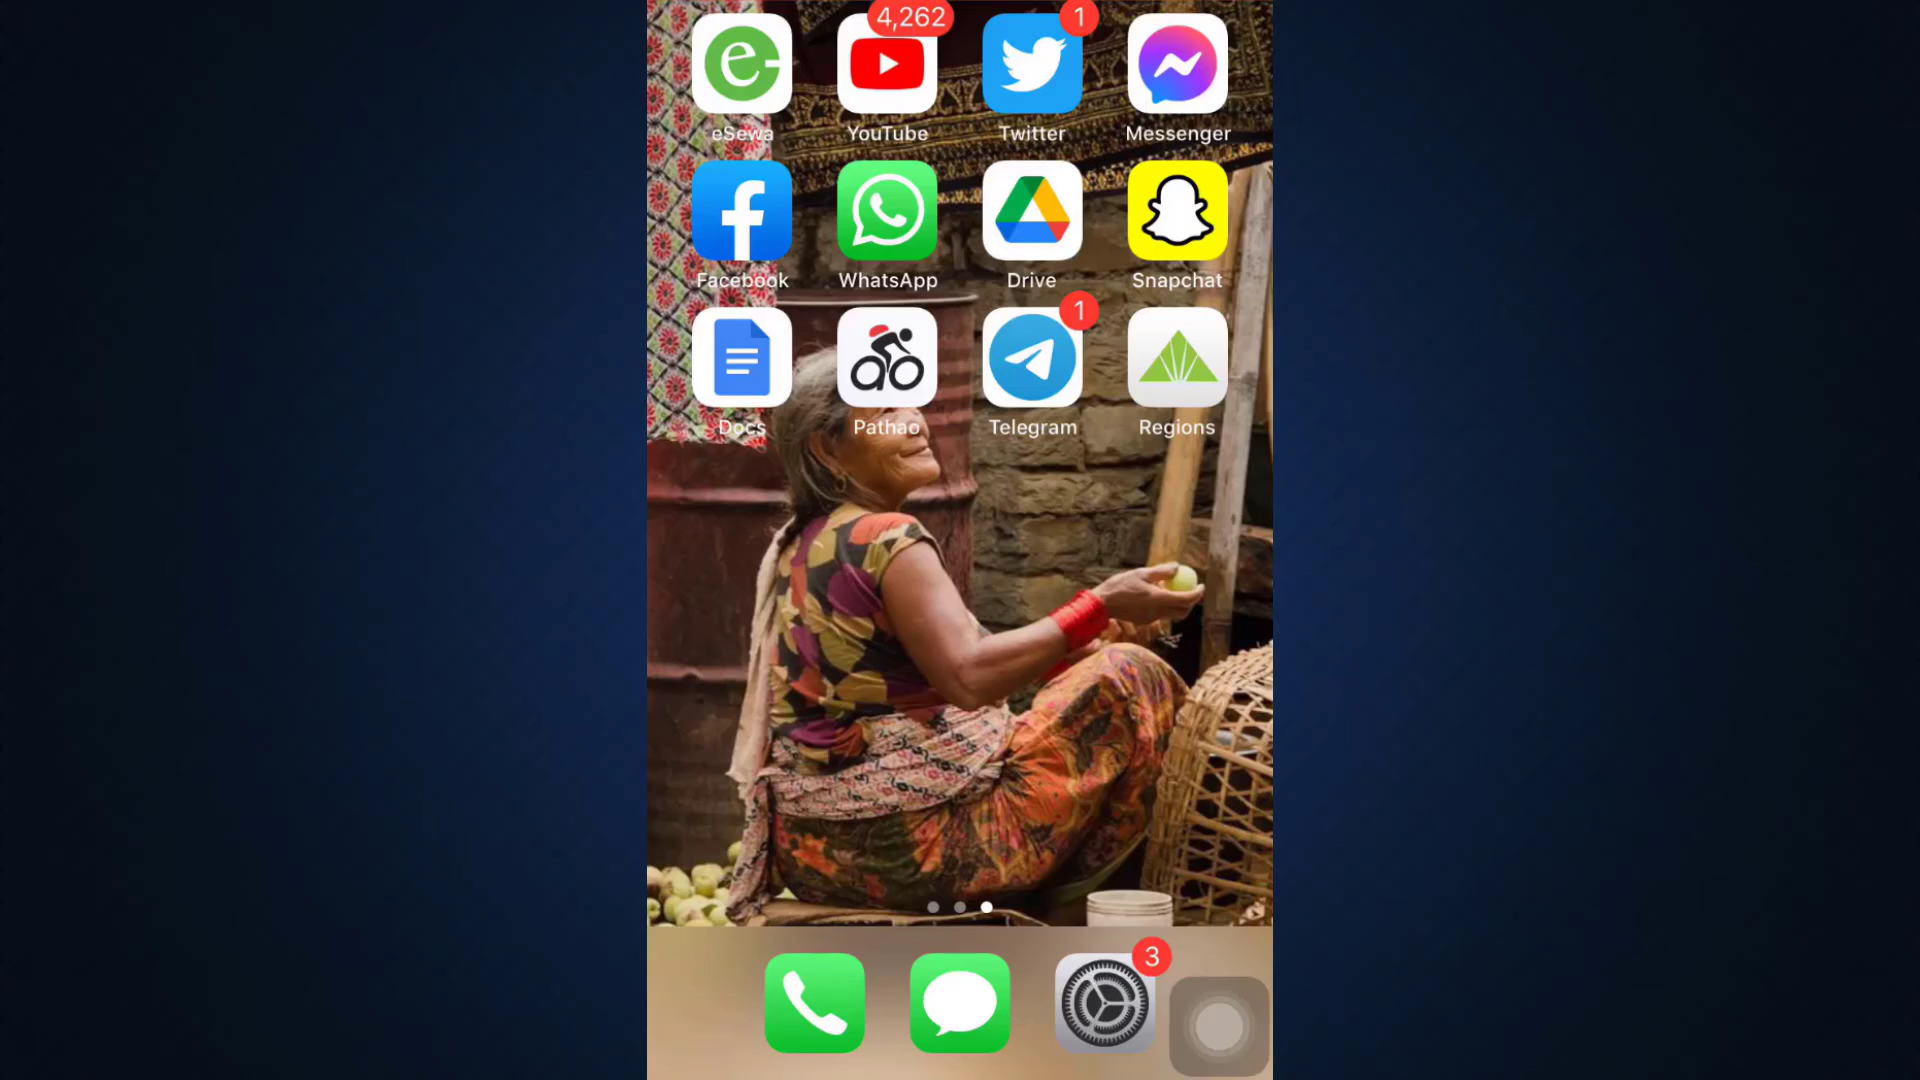 4,262
1
eSewa YouTube Twitter Messenger
Facebook WhatsApp Drive Snapchat
1
Docs Pathao Telegram Regions
3